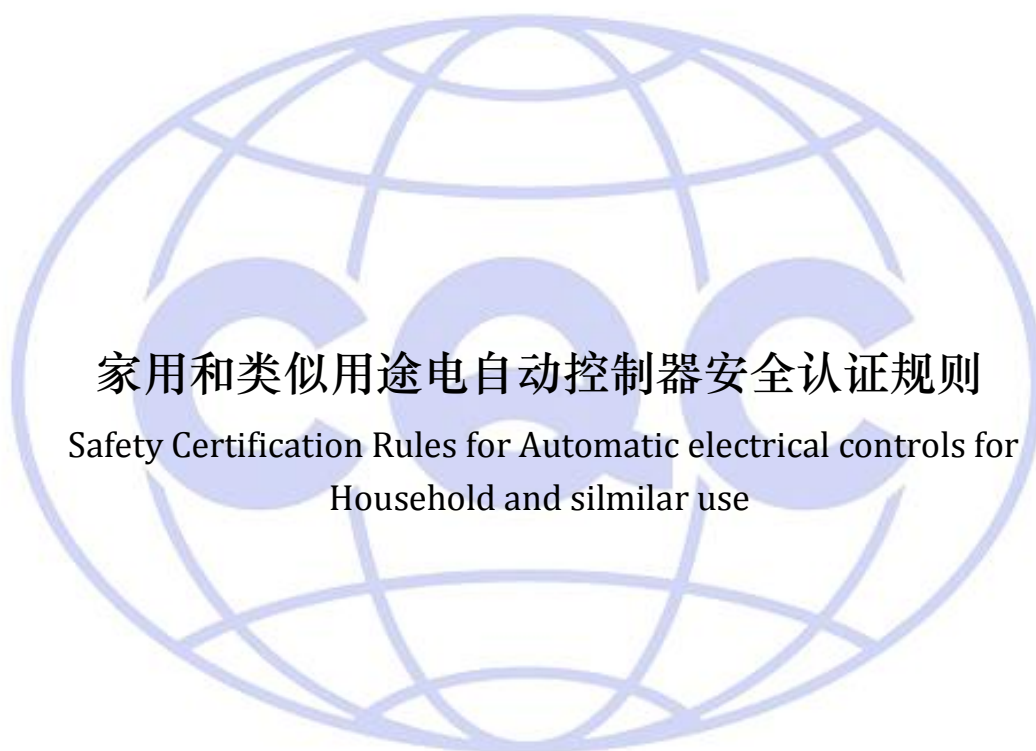 CQC
家用和类似用途电自动控制器安全认证规则
Safety Certification Rules for Automatic electrical controls for
Household and silmilar use